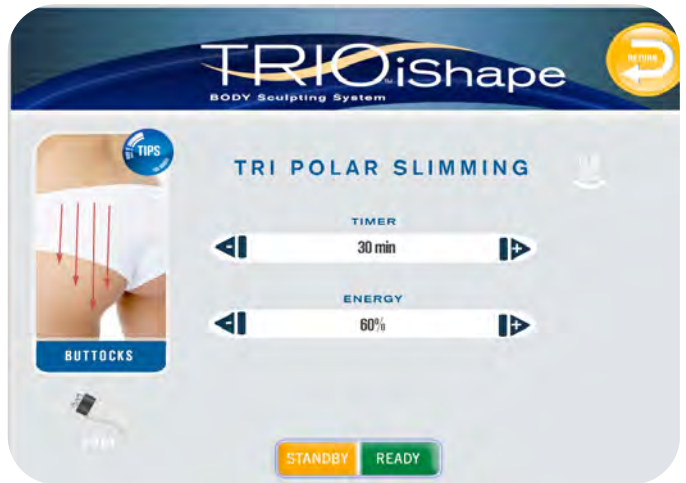 TRIO iShape
BODY Sculpting System
RETURN
TIPS
TRI POLAR SLIMMING
TIMER
30 min
ENERGY
60%
BUTTOCKS
STANDBY READY